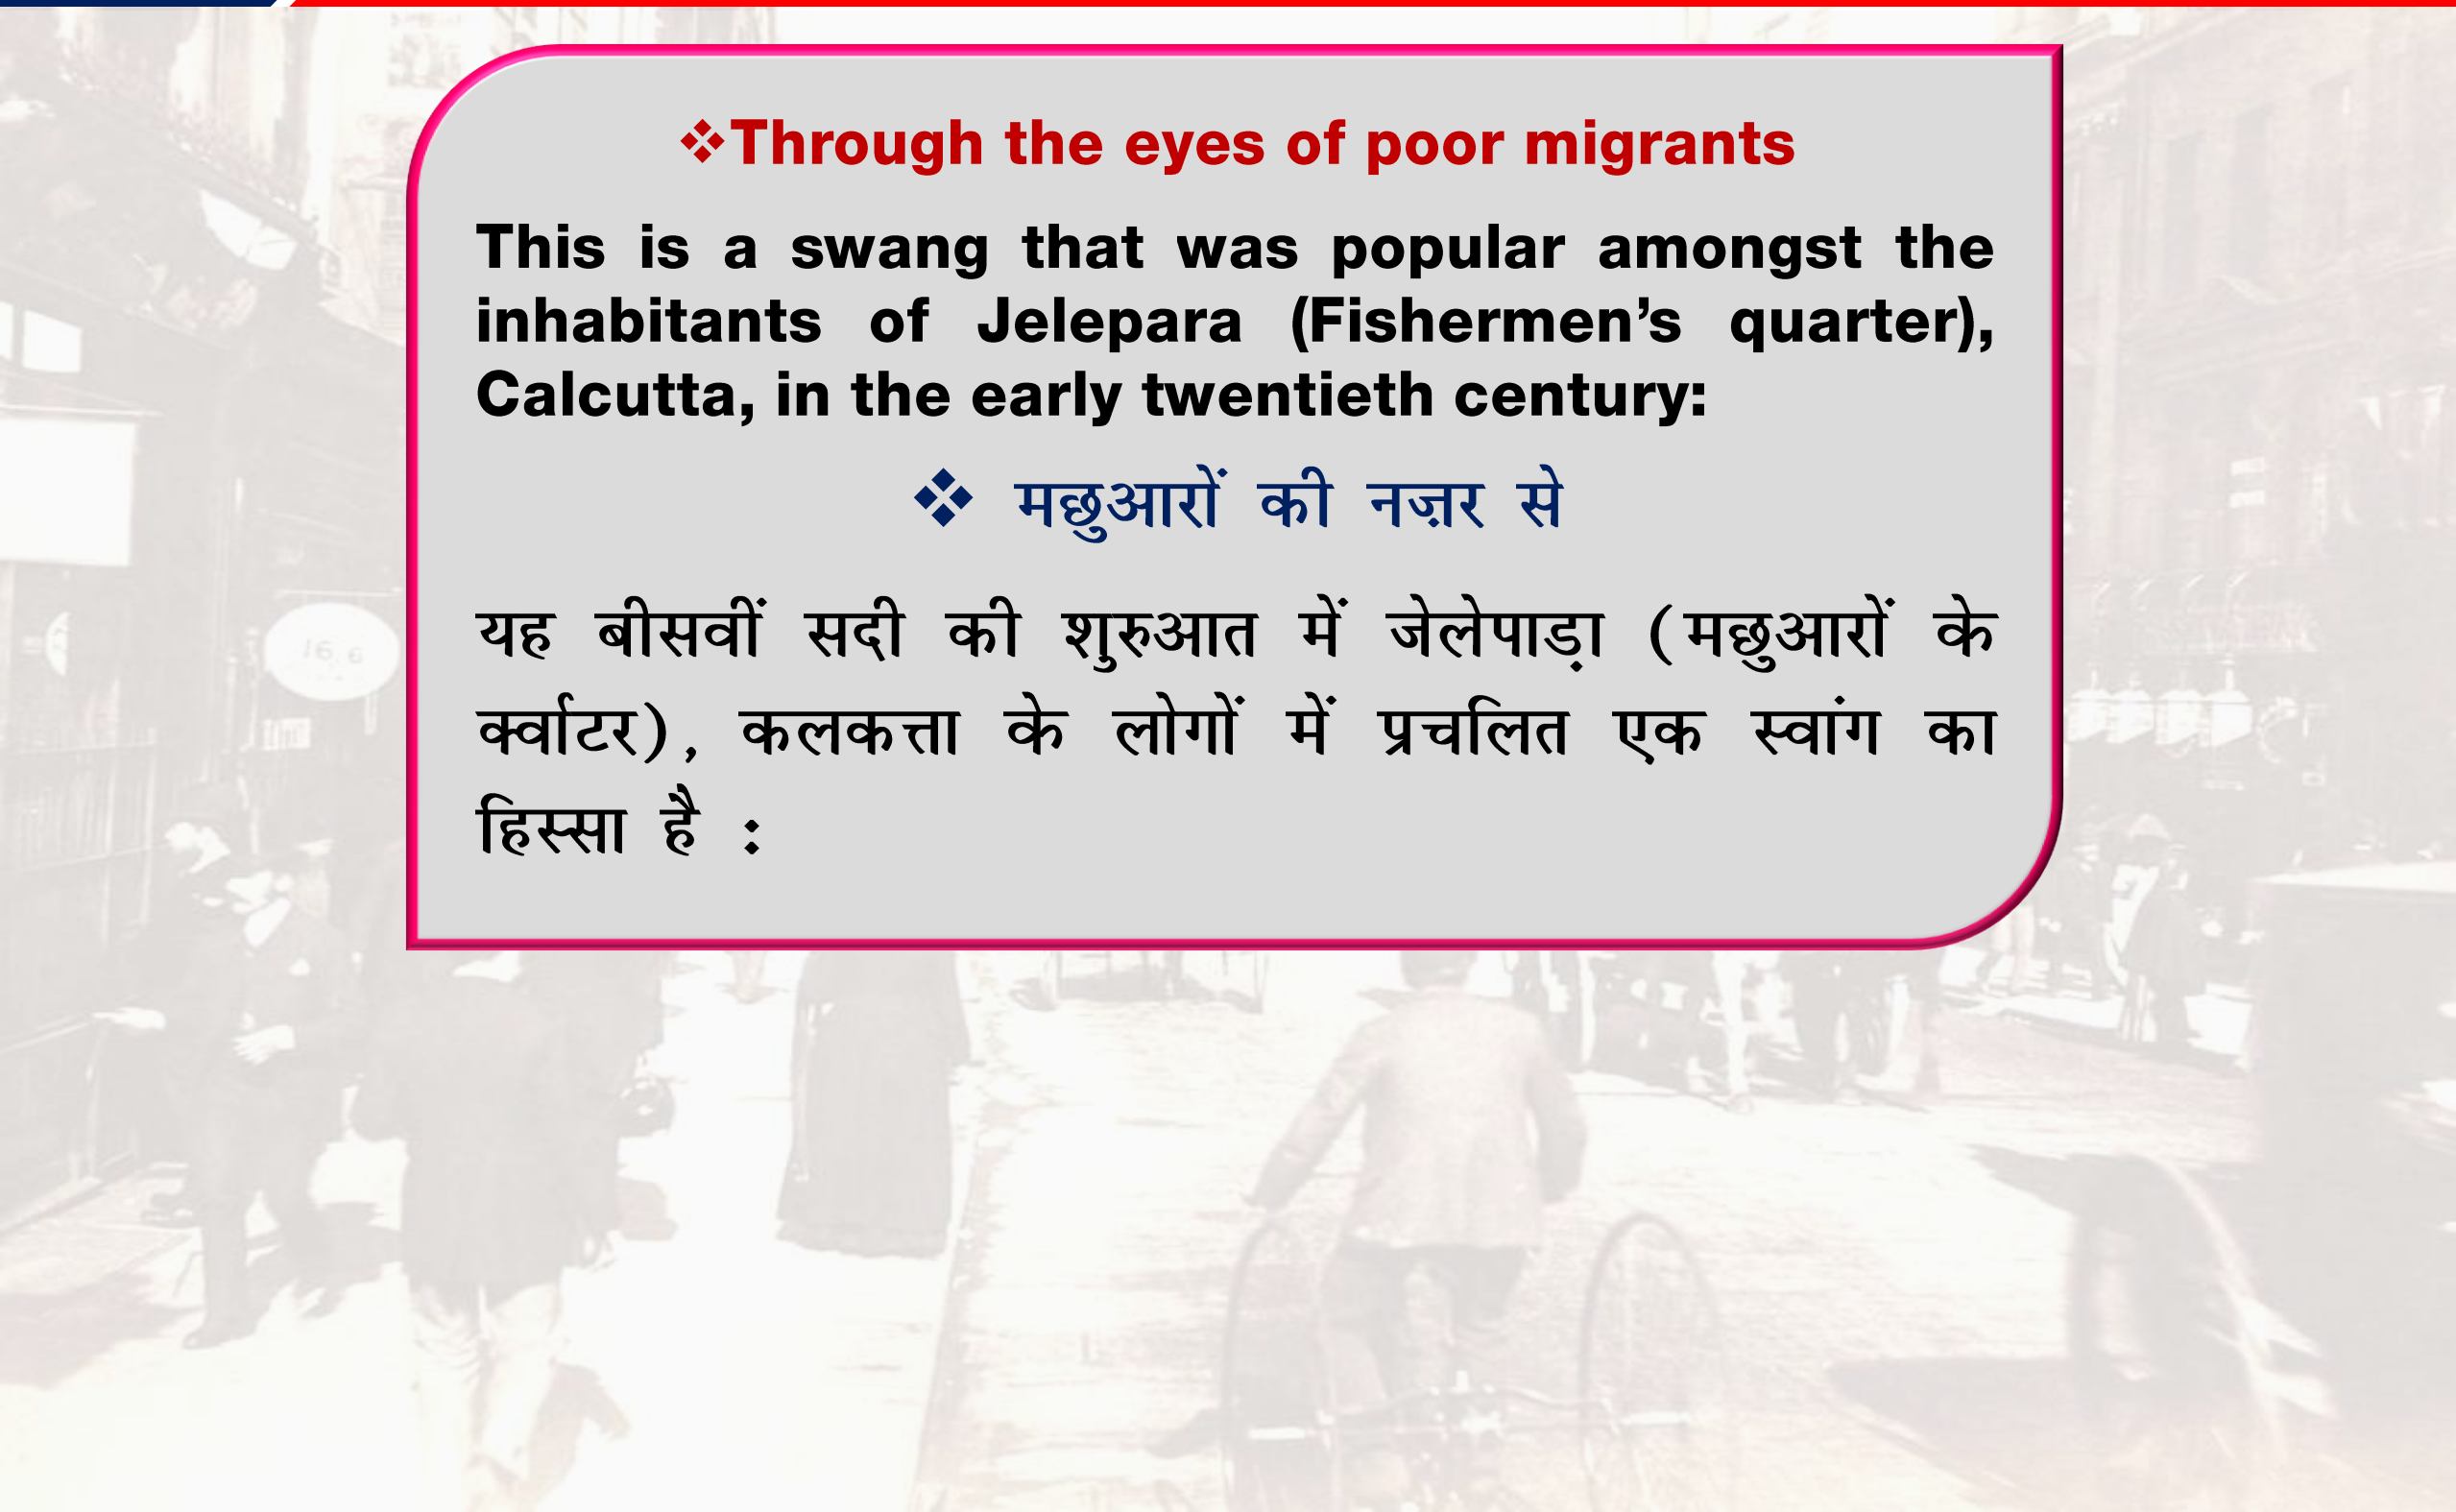 ❖Through the eyes of poor migrants
This is a swang that was popular amongst the
inhabitants of Jelepara (Fishermen’s quarter),
Calcutta, in the early twentieth century:
❖ मछुआरों की नज़र से
यह बीसवीं सदी की शुरुआत में जेलेपाड़ा (मछुआरों के
क्वार्टर), कलकत्ता के लोगों में प्रचलित एक स्वांग का
हिस्सा है :